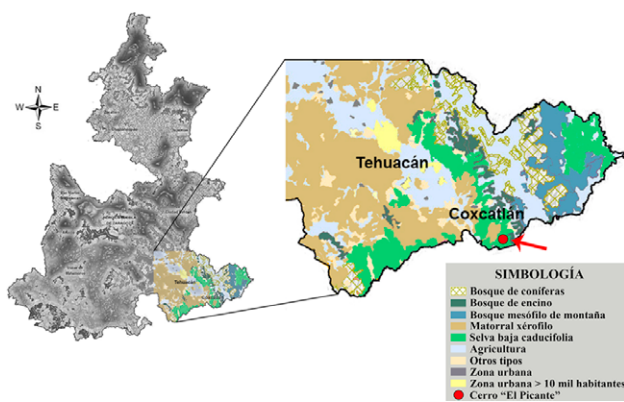 N
W E
S
Tehuacán
Coxcatlán
Tehuacán
SIMBOLOGÍA
Bosque de coníferas
Bosque de encino
Bosque mesófilo de montaña
Matorral xérofilo
Selva baja caducifolia
Agricultura
Otros tipos
Zona urbana
Zona urbana > 10 mil habitantes
Cerro "El Picante"